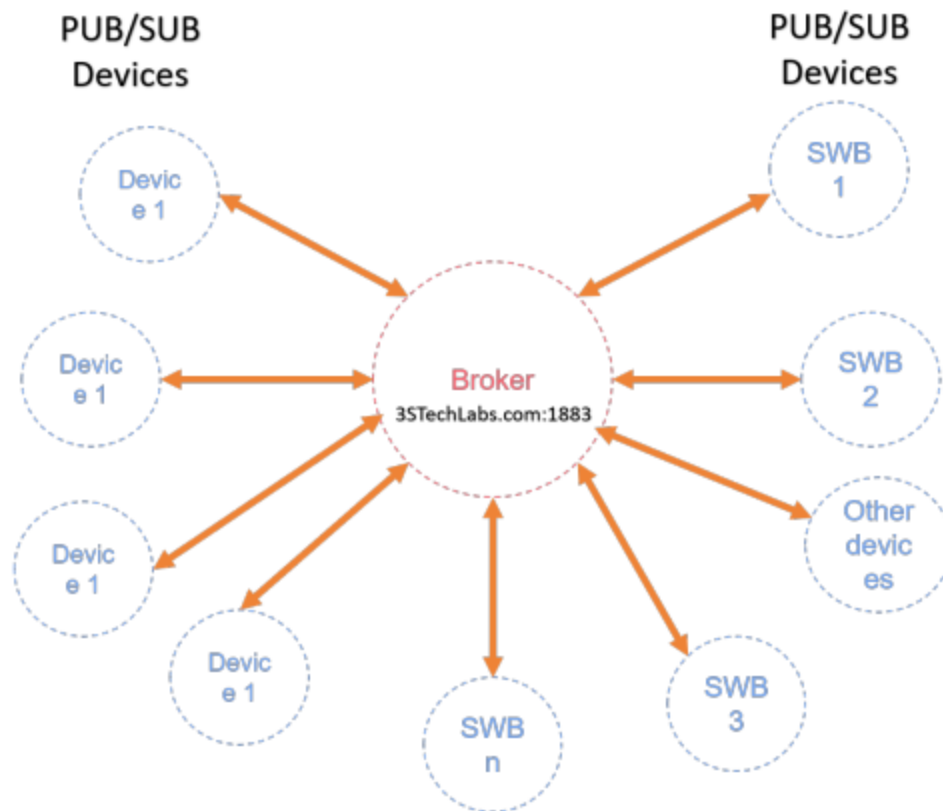 PUB/SUB
Devices
PUB/SUB
Devices
Devic
e 1
SWB
1
Devic
e 1
Broker
3STechLabs.com:1883
SWB
2
Devic
e 1
Other
devic
es
Devic
e 1
SWB
n
SWB
3